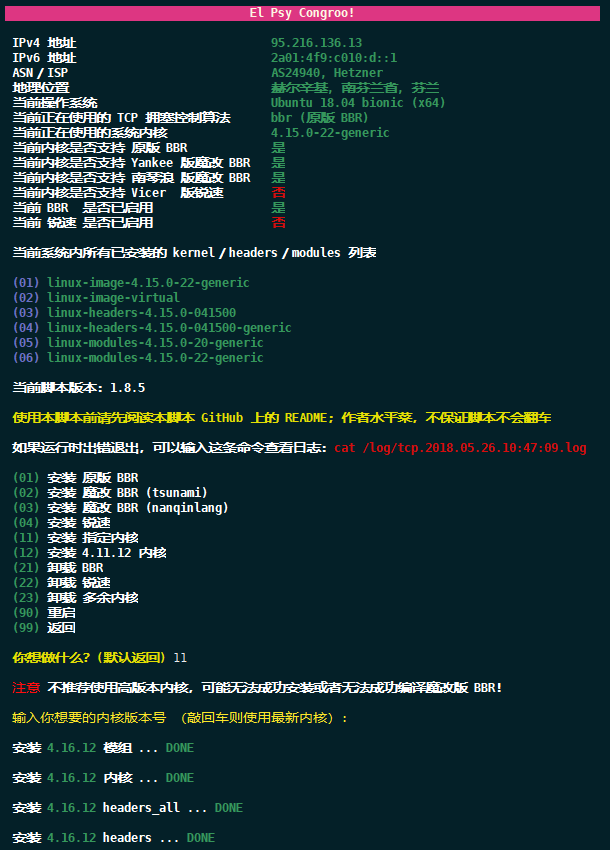 El Psy Congroo!
IPv4 地址 95.216.136.13
IPv6 地址 2a01:4f9:c010:d::1
ASN / ISP AS24940, Hetzner
地理位置 赫尔辛基, 南芬兰省, 芬兰
当前操作系统 Ubuntu 18.04 bionic (x64)
当前正在使用的 TCP 拥塞控制算法 bbr (原版 BBR)
当前正在使用的系统内核 4.15.0-22-generic
当前内核是否支持 原版 BBR 是
当前内核是否支持 Yankee 版魔改 BBR 是
当前内核是否支持 南琴浪 版魔改 BBR 是
当前内核是否支持 Vicer 版锐速 否
当前 BBR 是否已启用 是
当前 锐速 是否已启用 否
当前系统内所有已安装的 kernel / headers / modules 列表
(01) linux-image-4.15.0-22-generic
(02) linux-image-virtual
(03) linux-headers-4.15.0-041500
(04) linux-headers-4.15.0-041500-generic
(05) linux-modules-4.15.0-20-generic
(06) linux-modules-4.15.0-22-generic
当前脚本版本: 1.8.5
使用本脚本前请先阅读本脚本 GitHub 上的 README; 作者水平菜, 不保证脚本不会翻车
如果运行时出错退出, 可以输入这条命令查看日志: cat /log/tcp.2018.05.26.10:47:09.log
(01) 安装 原版 BBR
(02) 安装 魔改 BBR (tsunami)
(03) 安装 魔改 BBR (nanqinlang)
(04) 安装 锐速
(11) 安装 指定内核
(12) 安装 4.11.12 内核
(21) 卸载 BBR
(22) 卸载 锐速
(23) 卸载 多余内核
(90) 重启
(99) 返回
你想做什么? (默认返回) 11
注意 不推荐使用高版本内核, 可能无法成功安装或者无法成功编译魔改版 BBR!
输入你想要的内核版本号 (敲回车则使用最新内核) :
安装 4.16.12 模组 ... DONE
安装 4.16.12 内核 ... DONE
安装 4.16.12 headers_all ... DONE
安装 4.16.12 headers ... DONE